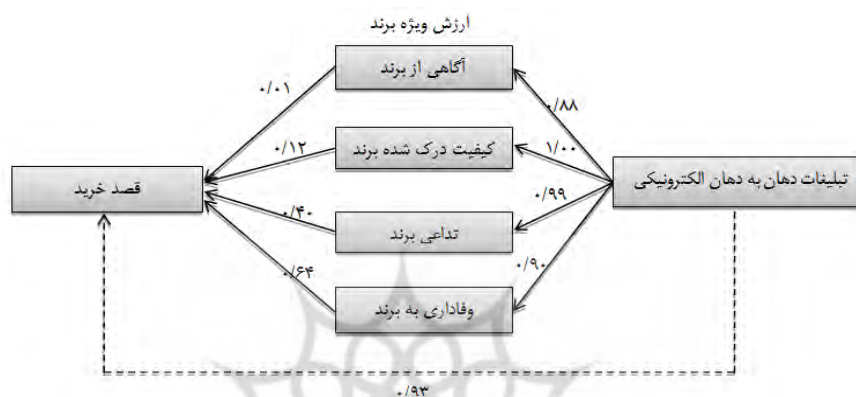 ارزش ویژه برند
آگاهی از برند
۰/۰۱
۰/۸۸
کیفیت درک شده برند
۰/۱۲
۱/۰۰
تبلیغات دهان به دهان الکترونیکی
قصد خرید
۰/۹۹
تداعی برند
۰/۴۰
۰/۹۰
وفاداری به برند
۰/۶۴
۰/۹۳